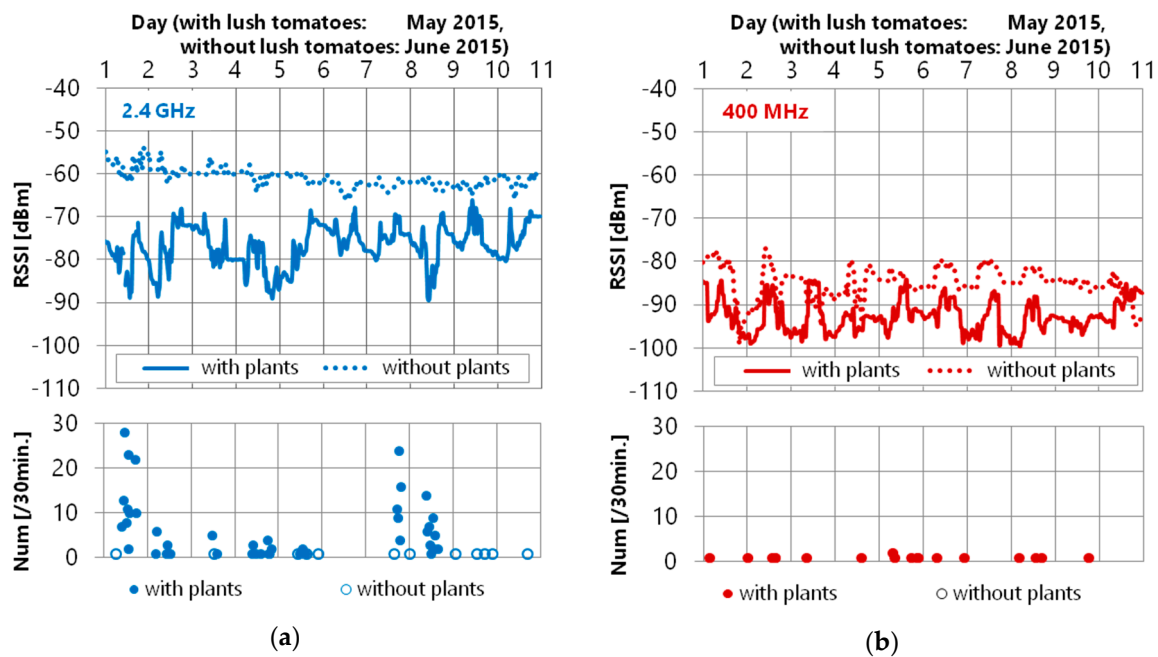 Day (with lush tomatoes: May 2015,
without lush tomatoes: June 2015)
1 2 3 4 5 6 7 8 9 10 11
-40
2.4 GHz
-50
-60
-70
-80
-90
-100
-110
RSSI [dBm]
with plants without plants
30
20
10
0
Num [/30min.]
with plants without plants
(a)
Day (with lush tomatoes: May 2015,
without lush tomatoes: June 2015)
1 2 3 4 5 6 7 8 9 10 11
-40
400 MHz
-50
-60
-70
-80
-90
-100
-110
RSSI [dBm]
with plants without plants
30
20
10
0
Num [/30min.]
with plants without plants
(b)